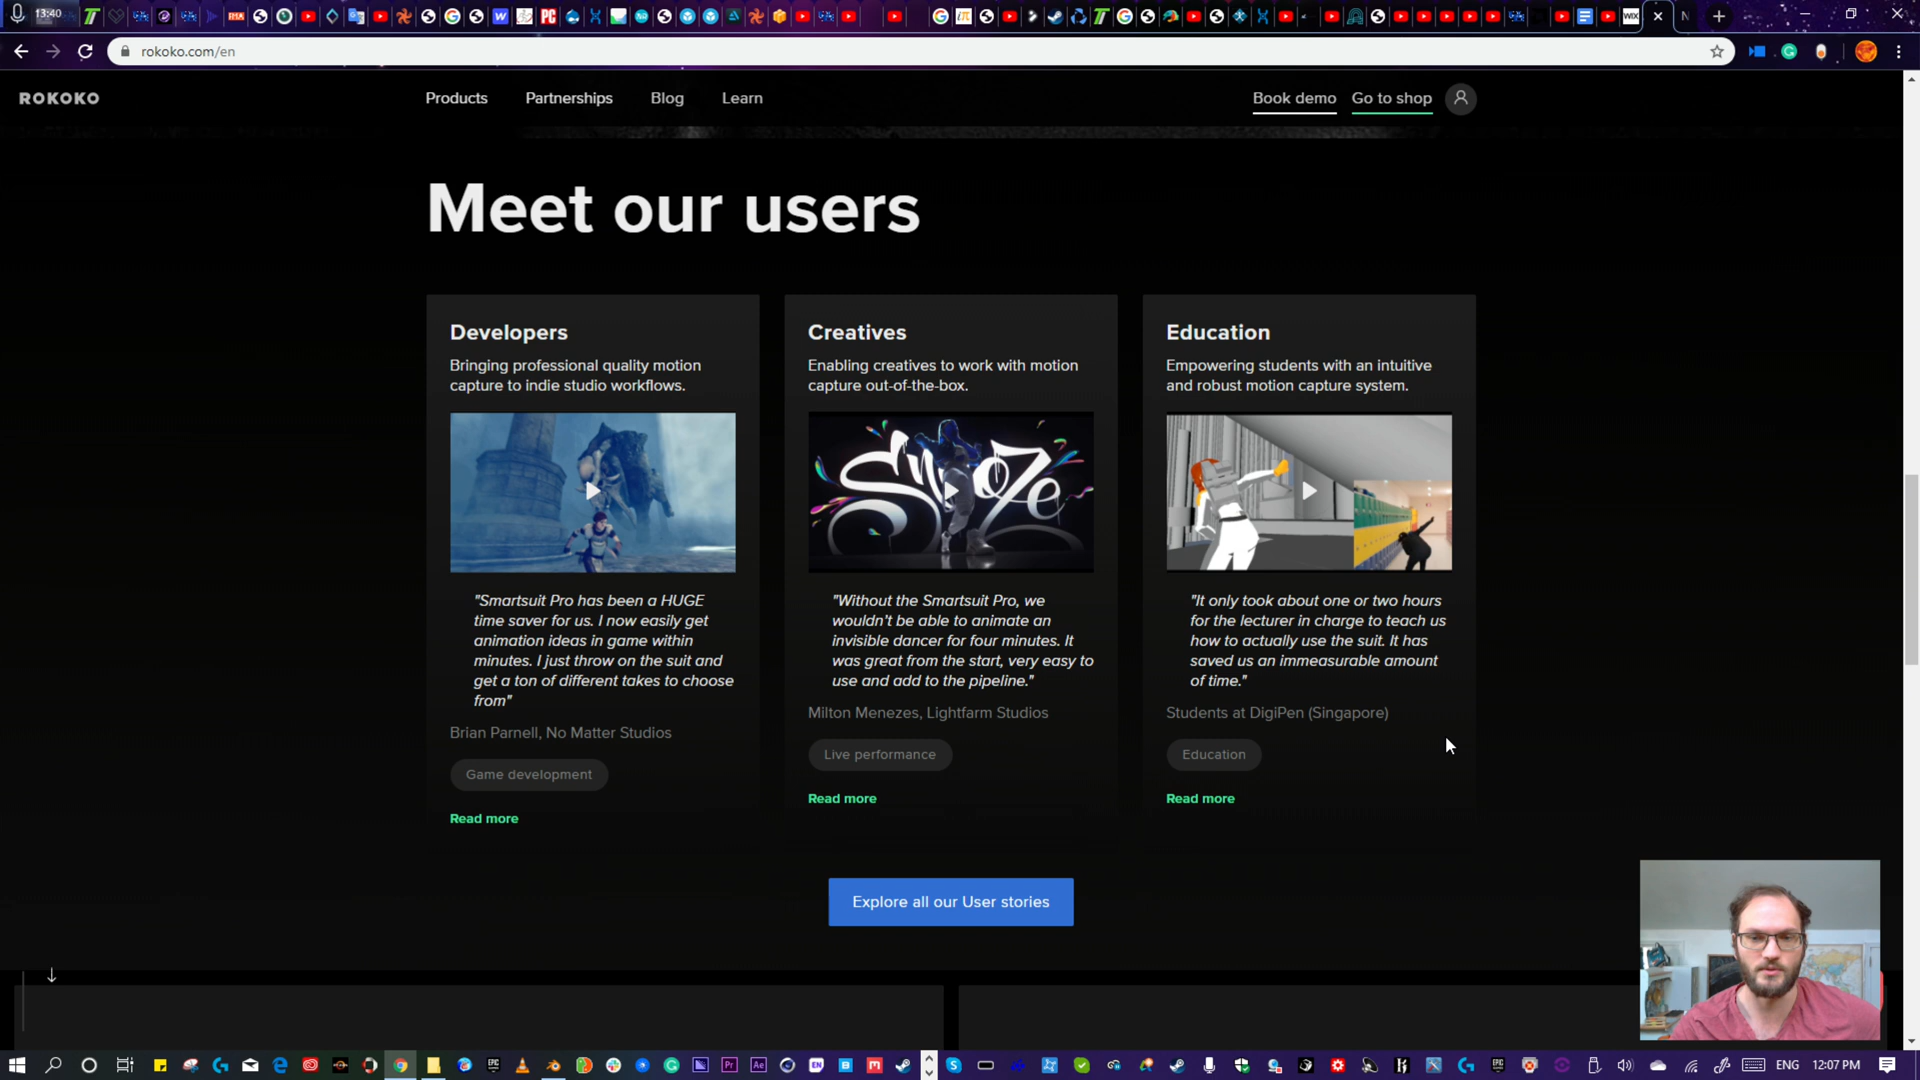 13:40
rokoko.com/en
ROKOKO
Products
Partnerships
Blog
Learn
Book demo
Go to shop
Meet our users
Developers
Bringing professional quality motion
capture to indie studio workflows.
"Smartsuit Pro has been a HUGE
time saver for us. I now easily get
animation ideas in game within
minutes. I just throw on the suit and
get a ton of different takes to choose
from"
Brian Parnell, No Matter Studios
Game development
Read more
Creatives
Enabling creatives to work with motion
capture out-of-the-box.
"Without the Smartsuit Pro, we
wouldn't be able to animate an
invisible dancer for four minutes. It
was great from the start, very easy to
use and add to the pipeline."
Milton Menezes, Lightfarm Studios
Live performance
Read more
Education
Empowering students with an intuitive
and robust motion capture system.
"It only took about one or two hours
for the lecturer in charge to teach us
how to actually use the suit. It has
saved us an immeasurable amount
of time."
Students at DigiPen (Singapore)
Education
Read more
Explore all our User stories
ENG
12:07 PM